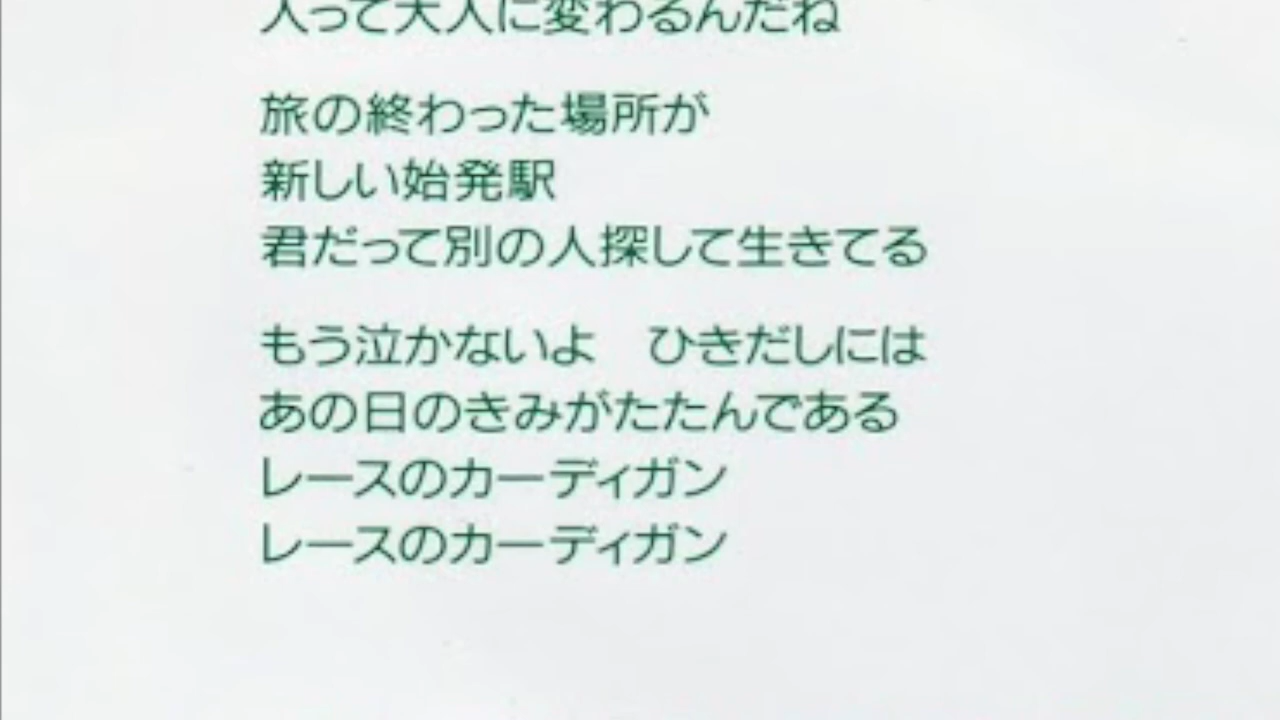 人って大人に変わるんだね
旅の終わった場所が
新しい始発駅
君だって別の人探して生きてる
もう泣かないよ　ひきだしには
あの日のきみがたたんである
レースのカーディガン
レースのカーディガン